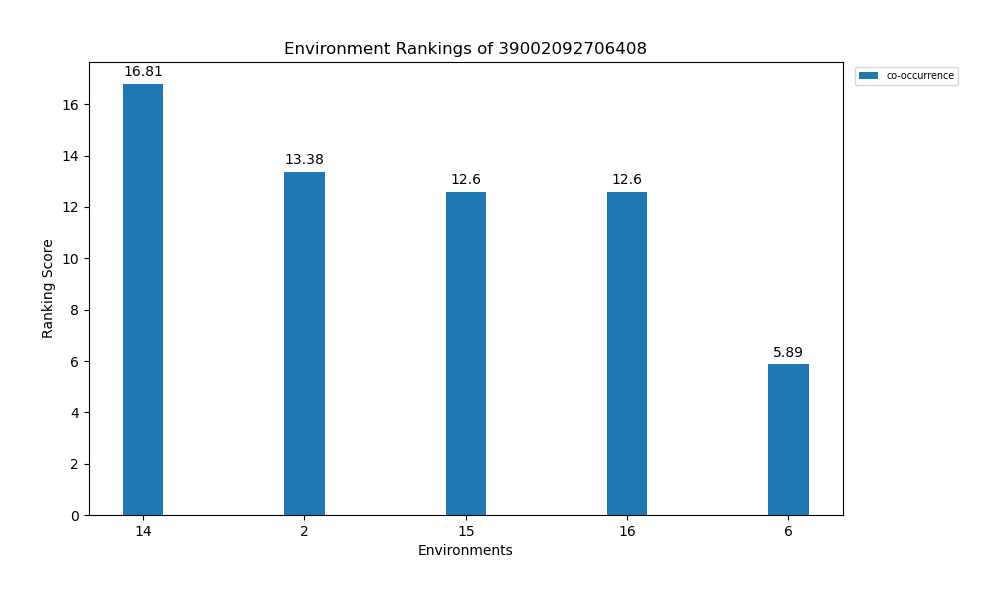 Environment Rankings of 39002092706408
co-occurrence
16.81
13.38
12.6
12.6
5.89
Ranking Score
16
14
12
10
8
6
4
2
0
14 2 15 16 6
Environments